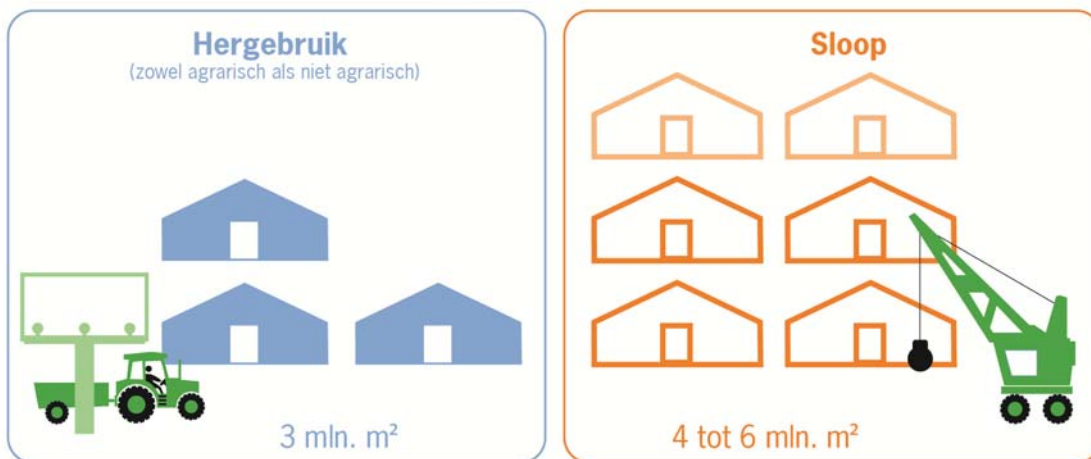 Hergebruik
(zowel agrarisch als niet agrarisch)
3 mln. m²
Sloop
4 tot 6 mln. m²